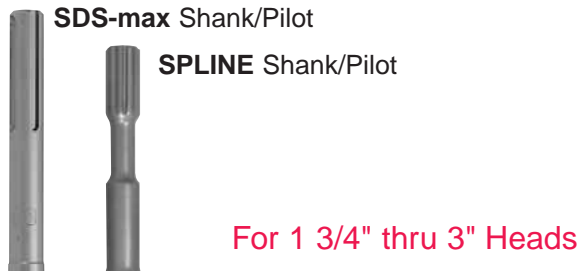 SDS-max Shank/Pilot
SPLINE Shank/Pilot
For 1 3/4" thru 3" Heads